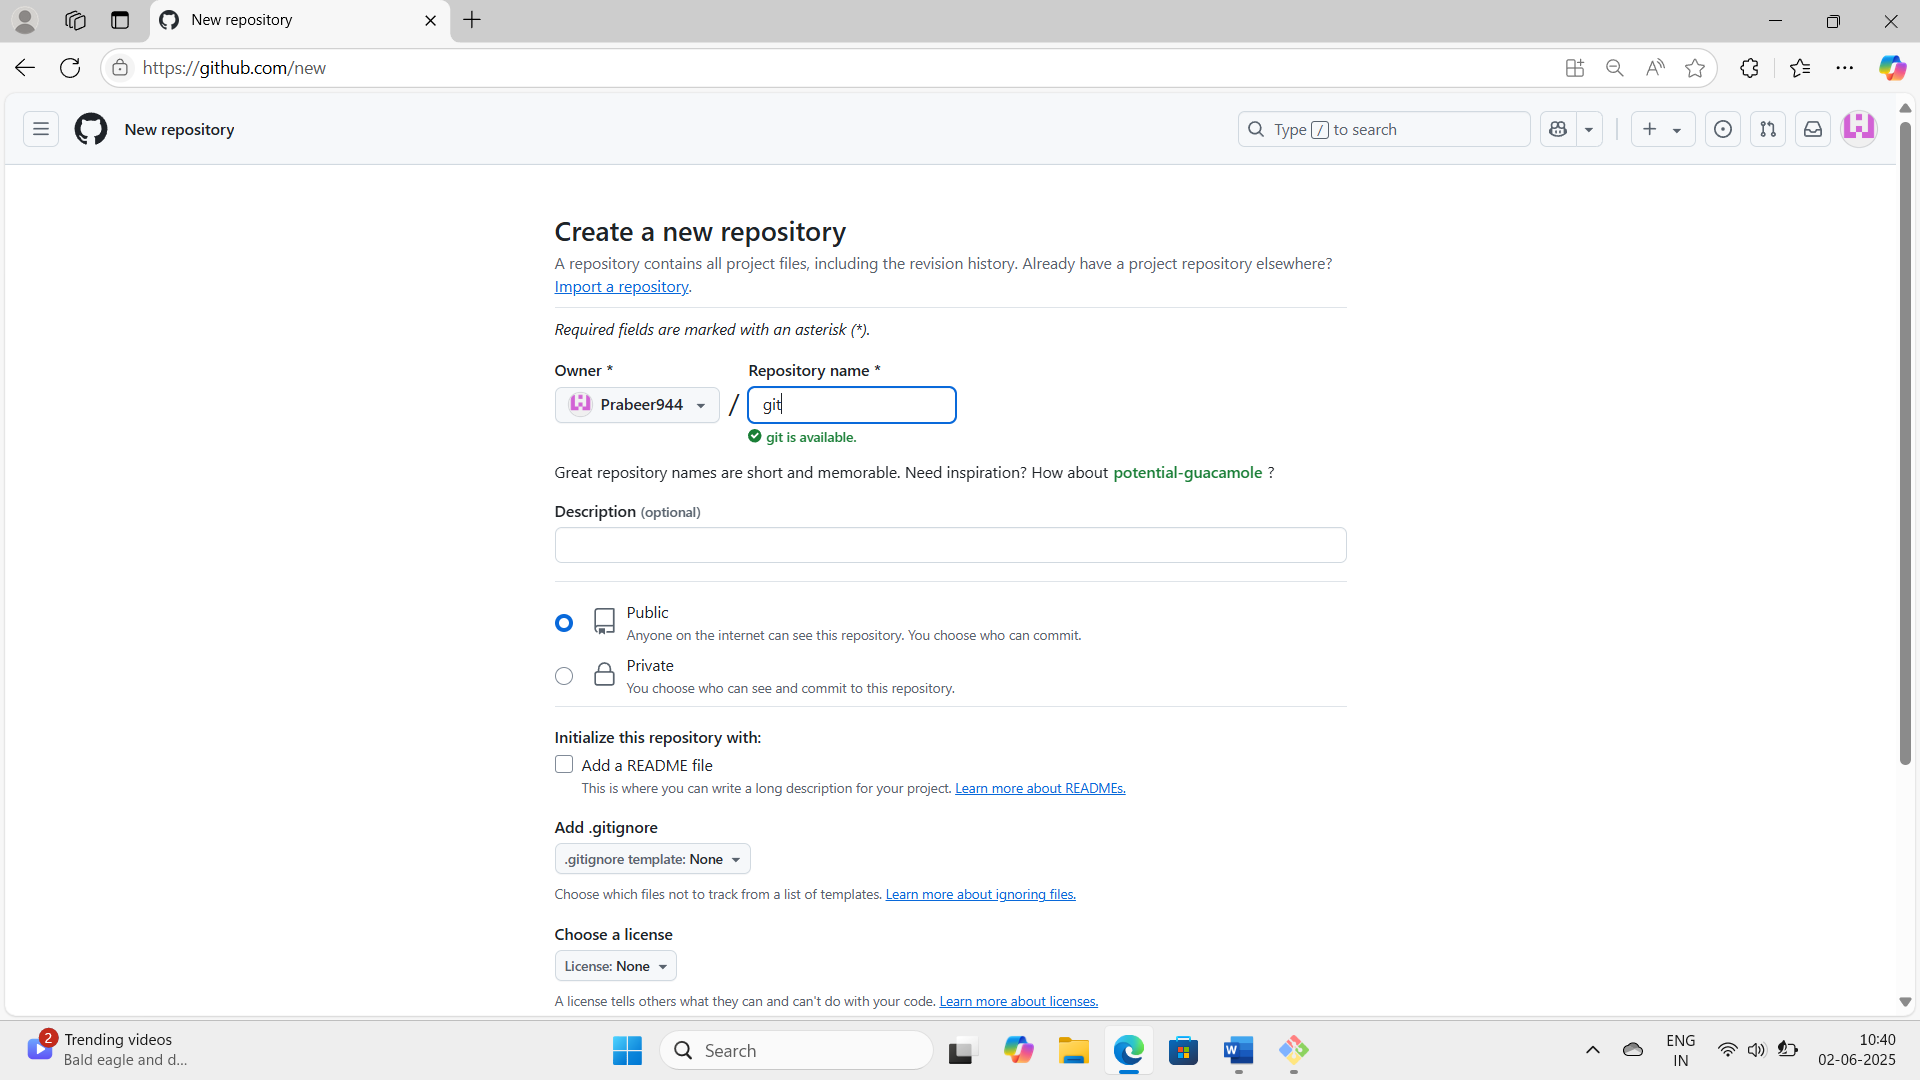 New repository
https://github.com/new
New repository
Type / to search
Create a new repository
A repository contains all project files, including the revision history. Already have a project repository elsewhere?
Import a repository.
Required fields are marked with an asterisk (*).
Owner * Repository name *
Prabeer944 / git
git is available.
Great repository names are short and memorable. Need inspiration? How about potential-guacamole ?
Description (optional)
Public
Anyone on the internet can see this repository. You choose who can commit.
Private
You choose who can see and commit to this repository.
Initialize this repository with:
Add a README file
This is where you can write a long description for your project. Learn more about READMEs.
Add .gitignore
.gitignore template: None
Choose which files not to track from a list of templates. Learn more about ignoring files.
Choose a license
License: None
A license tells others what they can and can't do with your code. Learn more about licenses.
2
Trending videos
Bald eagle and d...
Search
W
ENG
IN
10:40
02-06-2025